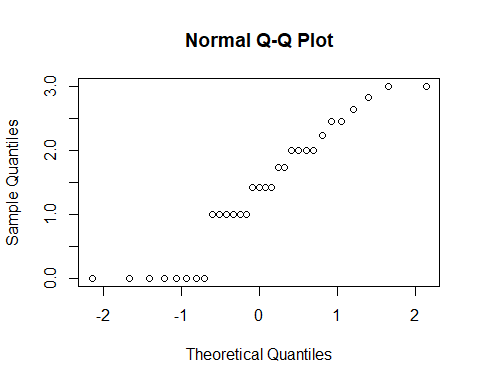 Normal Q-Q Plot
Sample Quantiles
3.0
2.0
1.0
0.0
-2 -1 0 1 2
Theoretical Quantiles